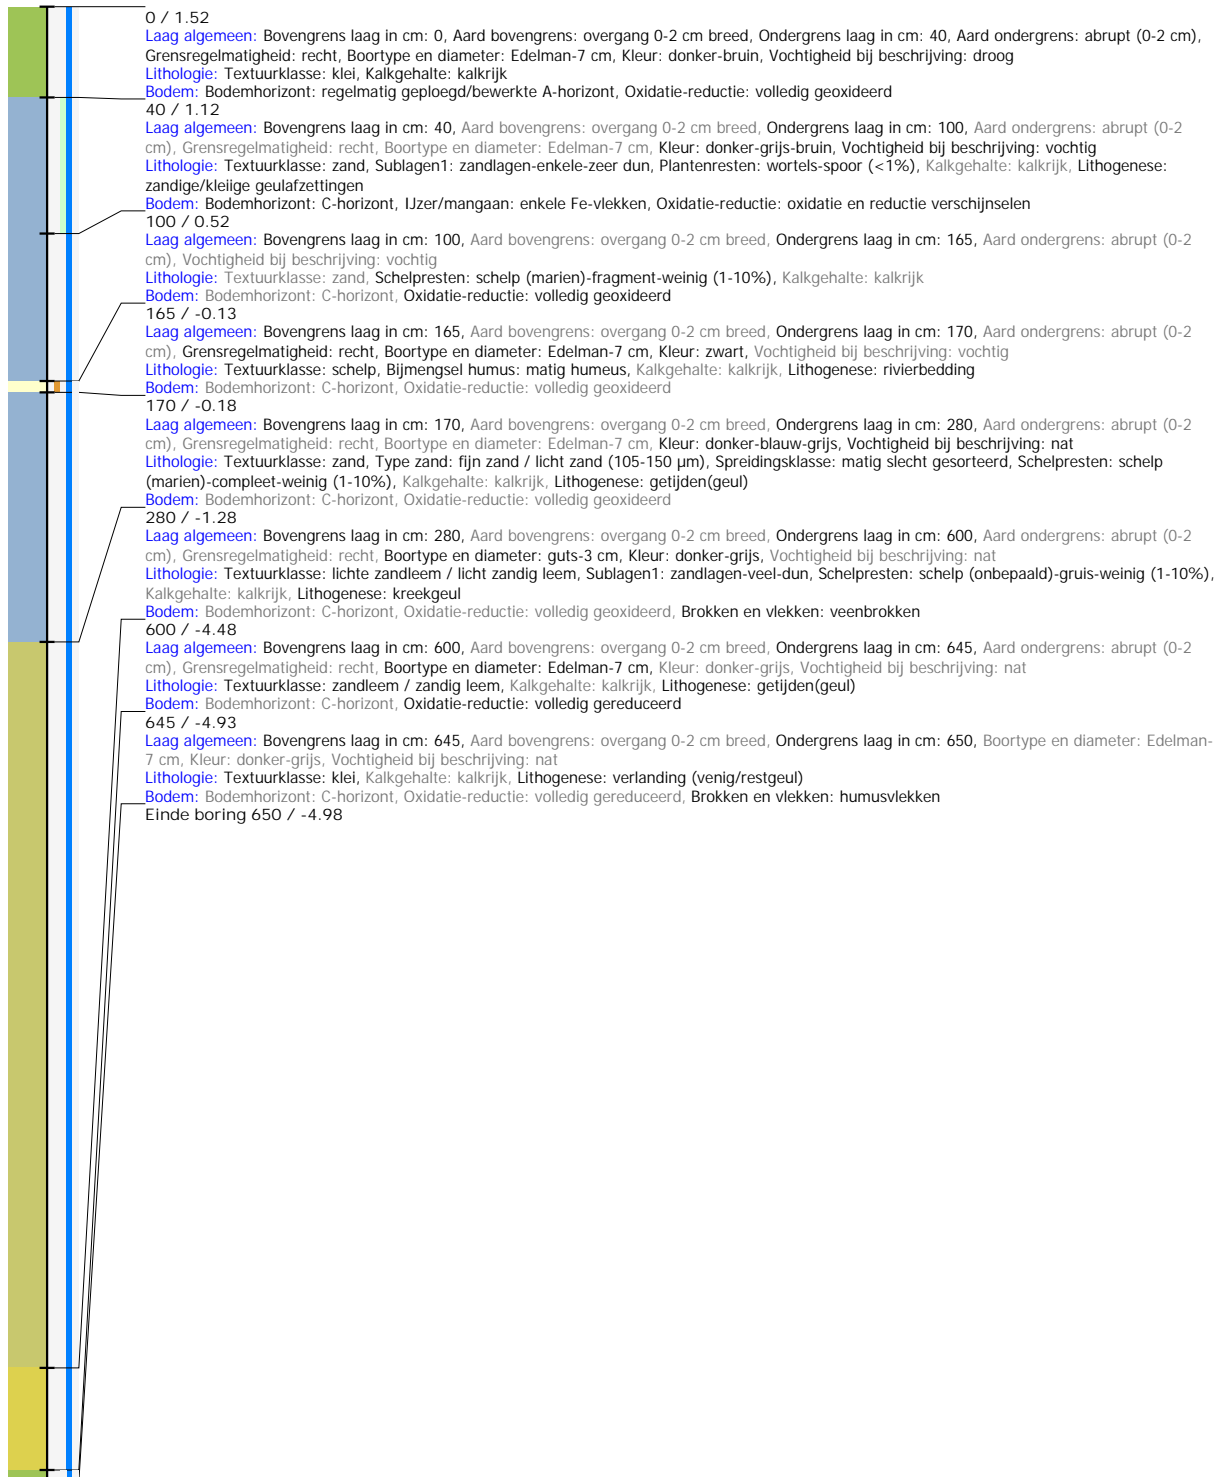 0 / 1.52
Laag algemeen: Bovengrens laag in cm: 0, Aard bovengrens: overgang 0-2 cm breed, Ondergrens laag in cm: 40, Aard ondergrens: abrupt (0-2 cm),
Grensregelmatigheid: recht, Boortype en diameter: Edelman-7 cm, Kleur: donker-bruin, Vochtigheid bij beschrijving: droog
Lithologie: Textuurklasse: klei, Kalkgehalte: kalkrijk
Bodem: Bodemhorizont: regelmatig geploegd/bewerkte A-horizont, Oxidatie-reductie: volledig geoxideerd
40 / 1.12
Laag algemeen: Bovengrens laag in cm: 40, Aard bovengrens: overgang 0-2 cm breed, Ondergrens laag in cm: 100, Aard ondergrens: abrupt (0-2
cm), Grensregelmatigheid: recht, Boortype en diameter: Edelman-7 cm, Kleur: donker-grijs-bruin, Vochtigheid bij beschrijving: vochtig
Lithologie: Textuurklasse: zand, Sublagen1: zandlagen-enkele-zeer dun, Plantenresten: wortels-spoor (<1%), Kalkgehalte: kalkrijk, Lithogenese:
zandige/kleiige geulafzettingen
Bodem: Bodemhorizont: C-horizont, IJzer/mangaan: enkele Fe-vlekken, Oxidatie-reductie: oxidatie en reductie verschijnselen
100 / 0.52
Laag algemeen: Bovengrens laag in cm: 100, Aard bovengrens: overgang 0-2 cm breed, Ondergrens laag in cm: 165, Aard ondergrens: abrupt (0-2
cm), Vochtigheid bij beschrijving: vochtig
Lithologie: Textuurklasse: zand, Schelpresten: schelp (marien)-fragment-weinig (1-10%), Kalkgehalte: kalkrijk
Bodem: Bodemhorizont: C-horizont, Oxidatie-reductie: volledig geoxideerd
165 / -0.13
Laag algemeen: Bovengrens laag in cm: 165, Aard bovengrens: overgang 0-2 cm breed, Ondergrens laag in cm: 170, Aard ondergrens: abrupt (0-2
cm), Grensregelmatigheid: recht, Boortype en diameter: Edelman-7 cm, Kleur: zwart, Vochtigheid bij beschrijving: vochtig
Lithologie: Textuurklasse: schelp, Bijmengsel humus: matig humeus, Kalkgehalte: kalkrijk, Lithogenese: rivierbedding
Bodem: Bodemhorizont: C-horizont, Oxidatie-reductie: volledig geoxideerd
170 / -0.18
Laag algemeen: Bovengrens laag in cm: 170, Aard bovengrens: overgang 0-2 cm breed, Ondergrens laag in cm: 280, Aard ondergrens: abrupt (0-2
cm), Grensregelmatigheid: recht, Boortype en diameter: Edelman-7 cm, Kleur: donker-blauw-grijs, Vochtigheid bij beschrijving: nat
Lithologie: Textuurklasse: zand, Type zand: fijn zand / licht zand (105-150 µm), Spreidingsklasse: matig slecht gesorteerd, Schelpresten: schelp
(marien)-compleet-weinig (1-10%), Kalkgehalte: kalkrijk, Lithogenese: getijden(geul)
Bodem: Bodemhorizont: C-horizont, Oxidatie-reductie: volledig geoxideerd
280 / -1.28
Laag algemeen: Bovengrens laag in cm: 280, Aard bovengrens: overgang 0-2 cm breed, Ondergrens laag in cm: 600, Aard ondergrens: abrupt (0-2
cm), Grensregelmatigheid: recht, Boortype en diameter: guts-3 cm, Kleur: donker-grijs, Vochtigheid bij beschrijving: nat
Lithologie: Textuurklasse: lichte zandleem / licht zandig leem, Sublagen1: zandlagen-veel-dun, Schelpresten: schelp (onbepaald)-gruis-weinig (1-10%),
Kalkgehalte: kalkrijk, Lithogenese: kreekgeul
Bodem: Bodemhorizont: C-horizont, Oxidatie-reductie: volledig geoxideerd, Brokken en vlekken: veenbrokken
600 / -4.48
Laag algemeen: Bovengrens laag in cm: 600, Aard bovengrens: overgang 0-2 cm breed, Ondergrens laag in cm: 645, Aard ondergrens: abrupt (0-2
cm), Grensregelmatigheid: recht, Boortype en diameter: Edelman-7 cm, Kleur: donker-grijs, Vochtigheid bij beschrijving: nat
Lithologie: Textuurklasse: zandleem / zandig leem, Kalkgehalte: kalkrijk, Lithogenese: getijden(geul)
Bodem: Bodemhorizont: C-horizont, Oxidatie-reductie: volledig gereduceerd
645 / -4.93
Laag algemeen: Bovengrens laag in cm: 645, Aard bovengrens: overgang 0-2 cm breed, Ondergrens laag in cm: 650, Boortype en diameter: Edelman-
7 cm, Kleur: donker-grijs, Vochtigheid bij beschrijving: nat
Lithologie: Textuurklasse: klei, Kalkgehalte: kalkrijk, Lithogenese: verlanding (venig/restgeul)
Bodem: Bodemhorizont: C-horizont, Oxidatie-reductie: volledig gereduceerd, Brokken en vlekken: humusvlekken
Einde boring 650 / -4.98